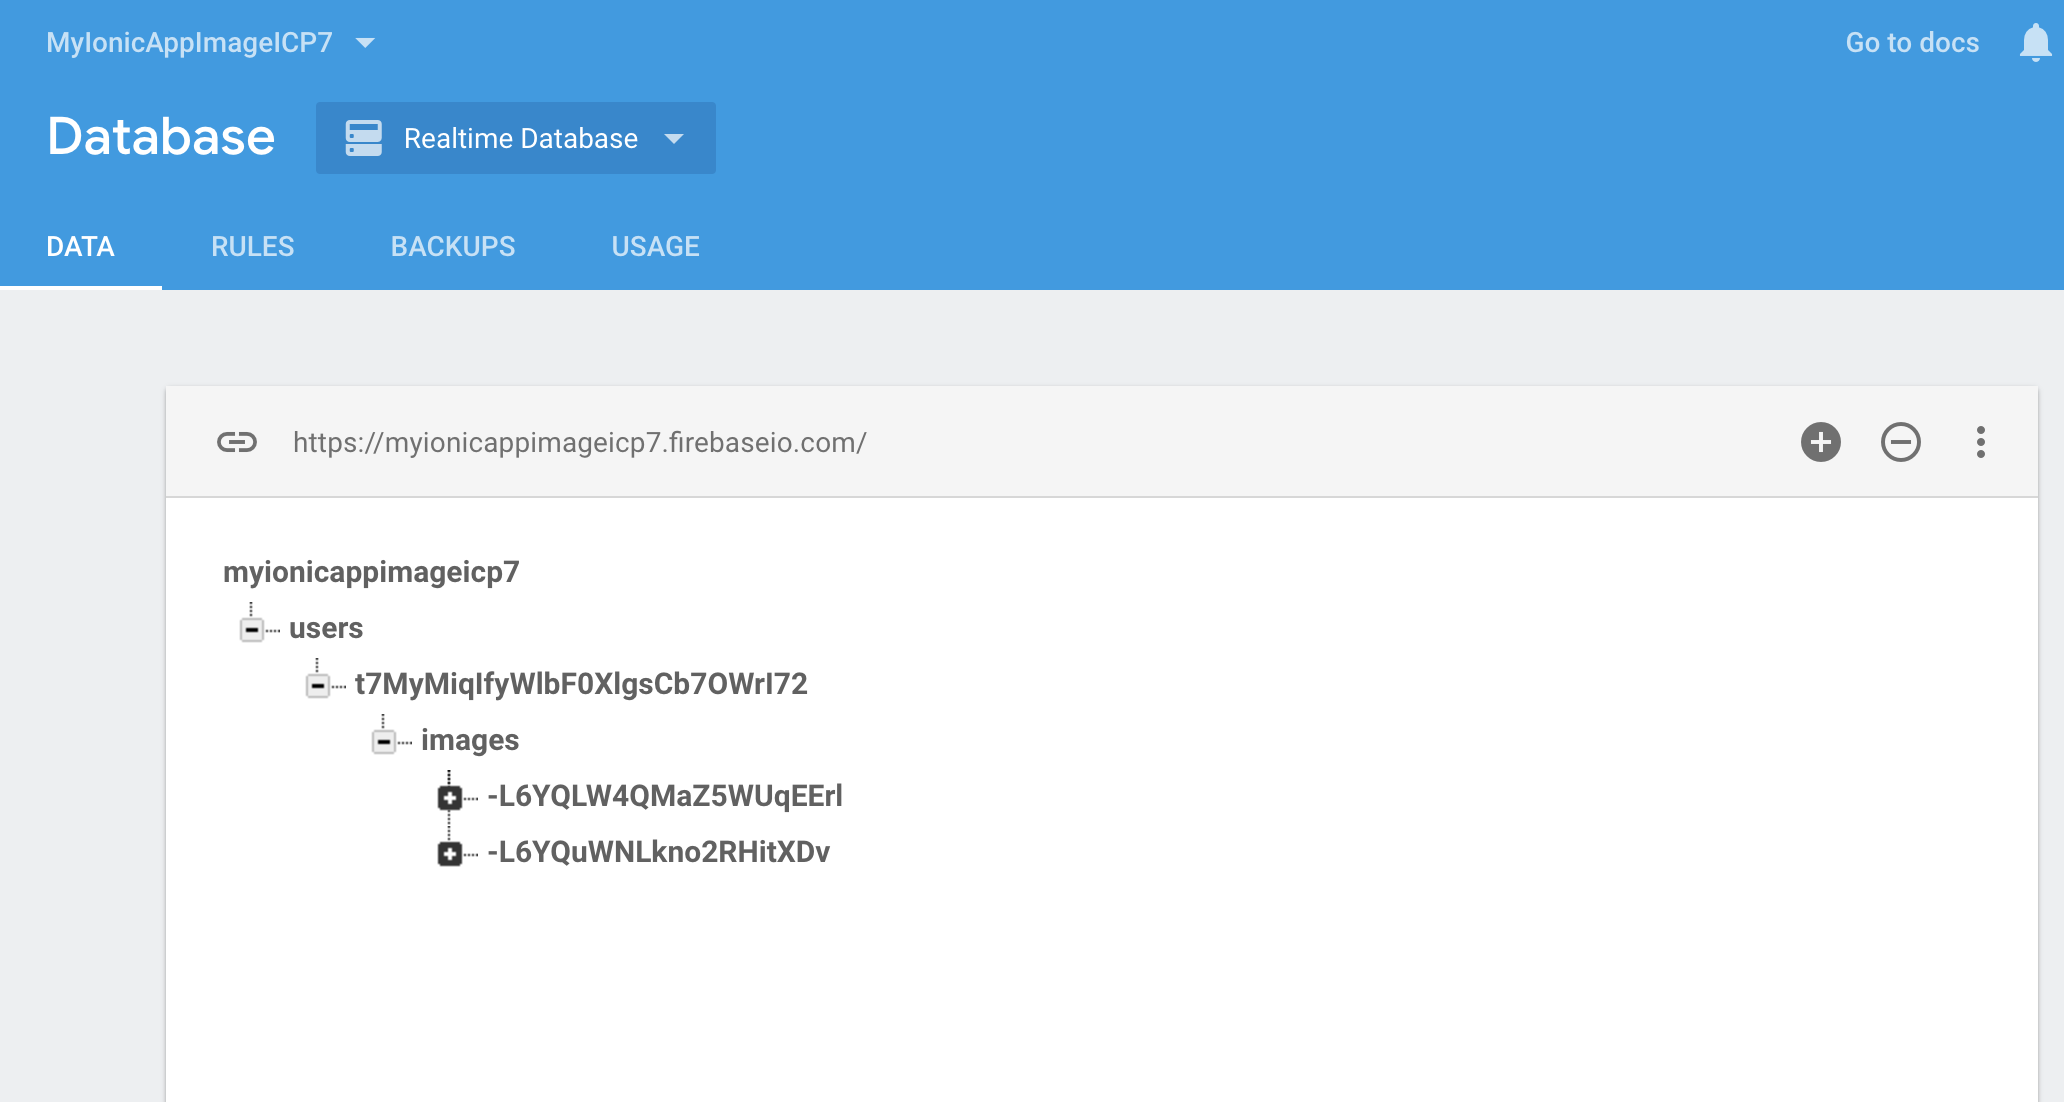 MyIonicAppImageICP7
Go to docs
Database
Realtime Database
DATA
RULES
BACKUPS
USAGE
https://myionicappimageicp7.firebaseio.com/
myionicappimageicp7
users
t7MyMiqIfyWlbF0XlgsCb7OWrI72
images
-L6YQLW4QMaZ5WUqEErl
-L6YQuWNLkno2RHitXDv